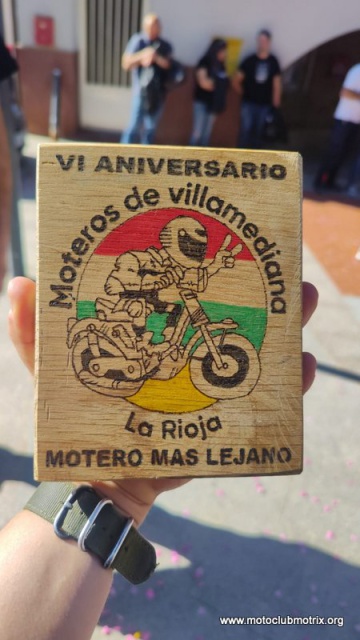 VI ANIVERSARIO
Moteros de villamediana
La Rioja
MOTERO MAS LEJANO
www.motoclubmotrix.org